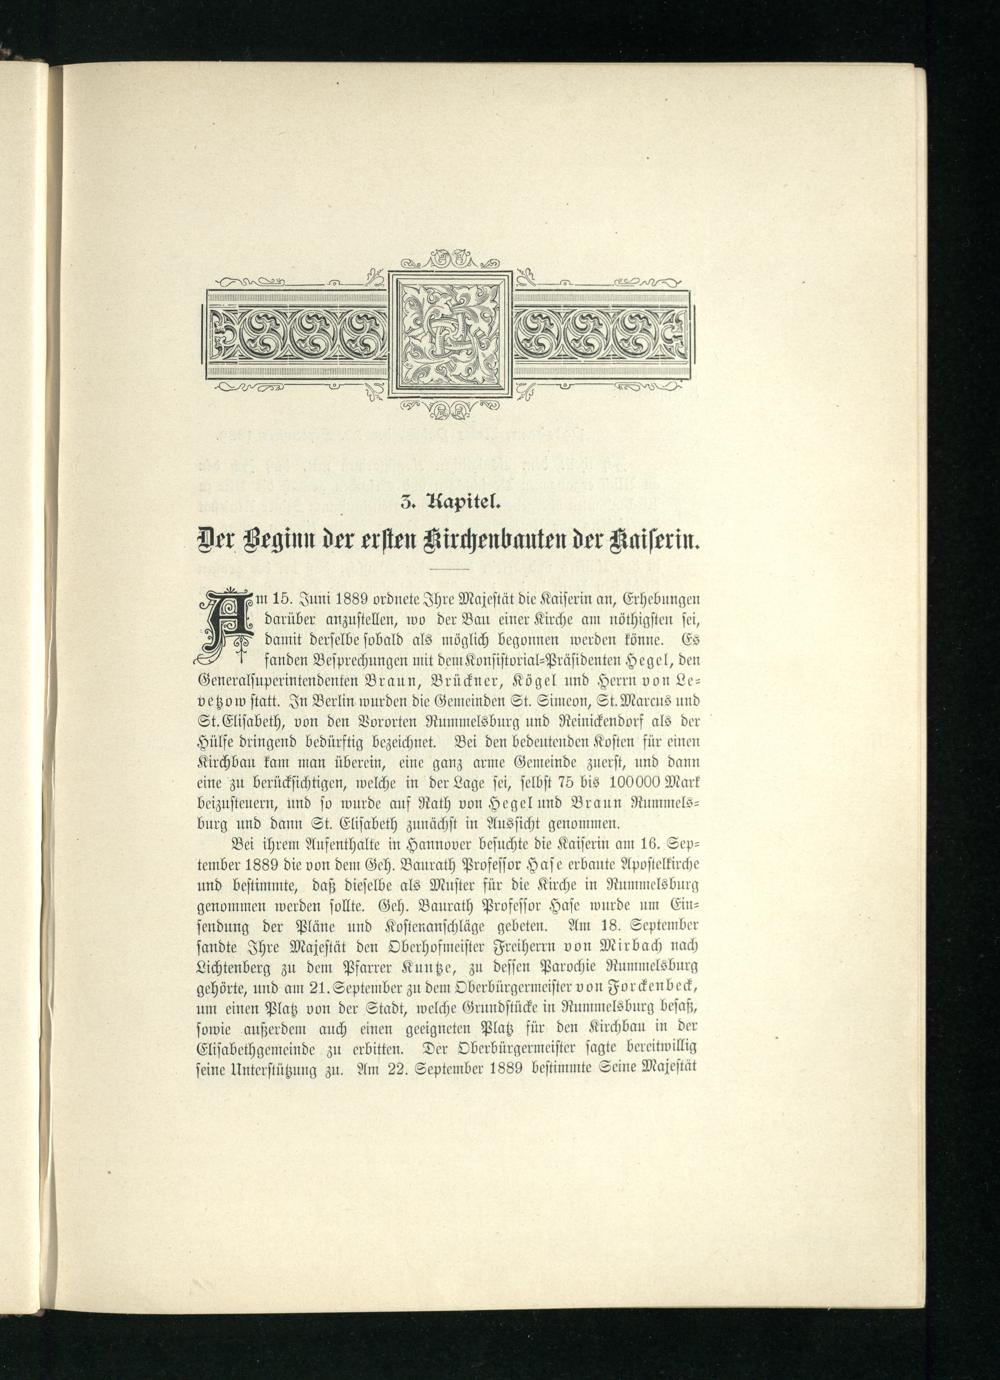 3. Kapitel.
Der Beginn der ersten Kirchenbauten der Kaiserin.
Am 15. Juni 1889 ordnete Ihre Majestät die Kaiserin an, Erhebungen
darüber anzustellen, wo der Bau einer Kirche am nöthigsten sei,
damit derselbe sobald als möglich begonnen werden könne. Es
fanden Besprechungen mit dem Konsistorial-Präsidenten Hegel, den
Generalsuperintendenten Braun, Brückner, Kögel und Herrn von Le-
vetzow statt. In Berlin wurden die Gemeinden St. Simeon, St. Marcus und
St. Elisabeth, von den Vororten Rummelsburg und Reinickendorf als der
Hülfe dringend bedürftig bezeichnet. Bei den bedeutenden Kosten für einen
Kirchbau kam man überein, eine ganz arme Gemeinde zuerst, und dann
eine zu berücksichtigen, welche in der Lage sei, selbst 75 bis 100000 Mark
beizusteuern, und so wurde auf Rath von Hegel und Braun Rummels-
burg und dann St. Elisabeth zunächst in Aussicht genommen.
Bei ihrem Aufenthalte in Hannover besuchte die Kaiserin am 16. Sep-
tember 1889 die von dem Geh. Baurath Professor Hase erbaute Apostelkirche
und bestimmte, daß dieselbe als Muster für die Kirche in Rummelsburg
genommen werden sollte. Geh. Baurath Professor Hase wurde um Ein-
sendung der Pläne und Kostenanschläge gebeten. Am 18. September
sandte Ihre Majestät den Oberhofmeister Freiherrn von Mirbach nach
Lichtenberg zu dem Pfarrer Kuntze, zu dessen Parochie Rummelsburg
gehörte, und am 21. September zu dem Oberbürgermeister von Forckenbeck,
um einen Platz von der Stadt, welche Grundstücke in Rummelsburg besaß,
sowie außerdem auch einen geeigneten Platz für den Kirchbau in der
Elisabethgemeinde zu erbitten. Der Oberbürgermeister sagte bereitwillig
seine Unterstützung zu. Am 22. September 1889 bestimmte Seine Majestät